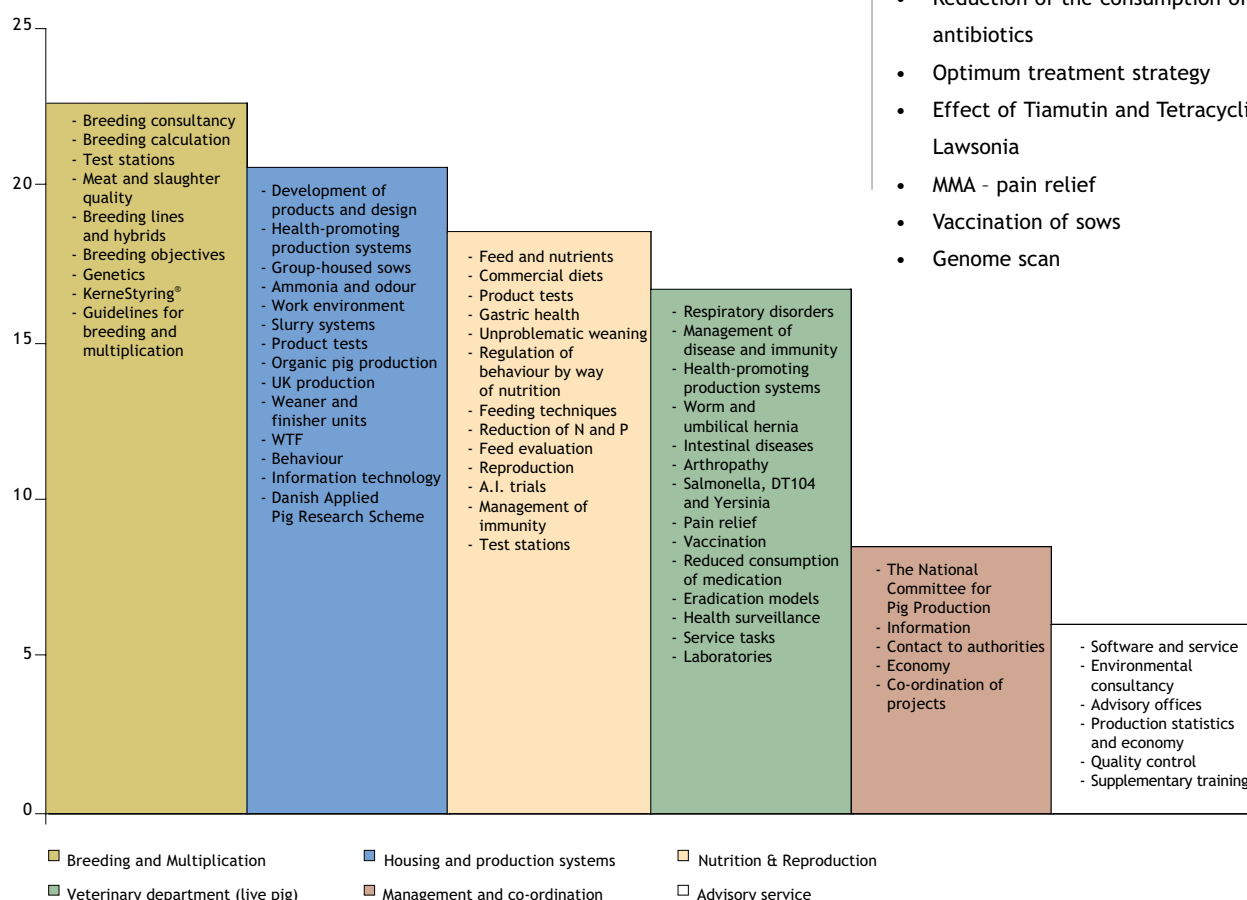 Reduction of the consumption of
antibiotics
• Optimum treatment strategy
• Effect of Tiamutin and Tetracycli
Lawsonia
• MMA – pain relief
• Vaccination of sows
• Genome scan
25
20
15
10
5
0
- Breeding consultancy
- Breeding calculation
- Test stations
- Meat and slaughter
quality
- Breeding lines
and hybrids
- Breeding objectives
- Genetics
- KerneStyring®
- Guidelines for
breeding and
multiplication
- Development of
products and design
- Health-promoting
production systems
- Group-housed sows
- Ammonia and odour
- Work environment
- Slurry systems
- Product tests
- Organic pig production
- UK production
- Weaner and
finisher units
- WTF
- Behaviour
- Information technology
- Danish Applied
Pig Research Scheme
- Feed and nutrients
- Commercial diets
- Product tests
- Gastric health
- Unproblematic weaning
- Regulation of
behaviour by way
of nutrition
- Feeding techniques
- Reduction of N and P
- Feed evaluation
- Reproduction
- A.I. trials
- Management of
immunity
- Test stations
- Respiratory disorders
- Management of
disease and immunity
- Health-promoting
production systems
- Worm and
umbilical hernia
- Intestinal diseases
- Arthropathy
- Salmonella, DT104
and Yersinia
- Pain relief
- Vaccination
- Reduced consumption
of medication
- Eradication models
- Health surveillance
- Service tasks
- Laboratories
- The National
Committee for
Pig Production
- Information
- Contact to authorities
- Economy
- Co-ordination of
projects
- Software and service
- Environmental
consultancy
- Advisory offices
- Production statistics
and economy
- Quality control
- Supplementary training
Breeding and Multiplication
Housing and production systems
Nutrition & Reproduction
Veterinary department (live pig)
Management and co-ordination
Advisory service